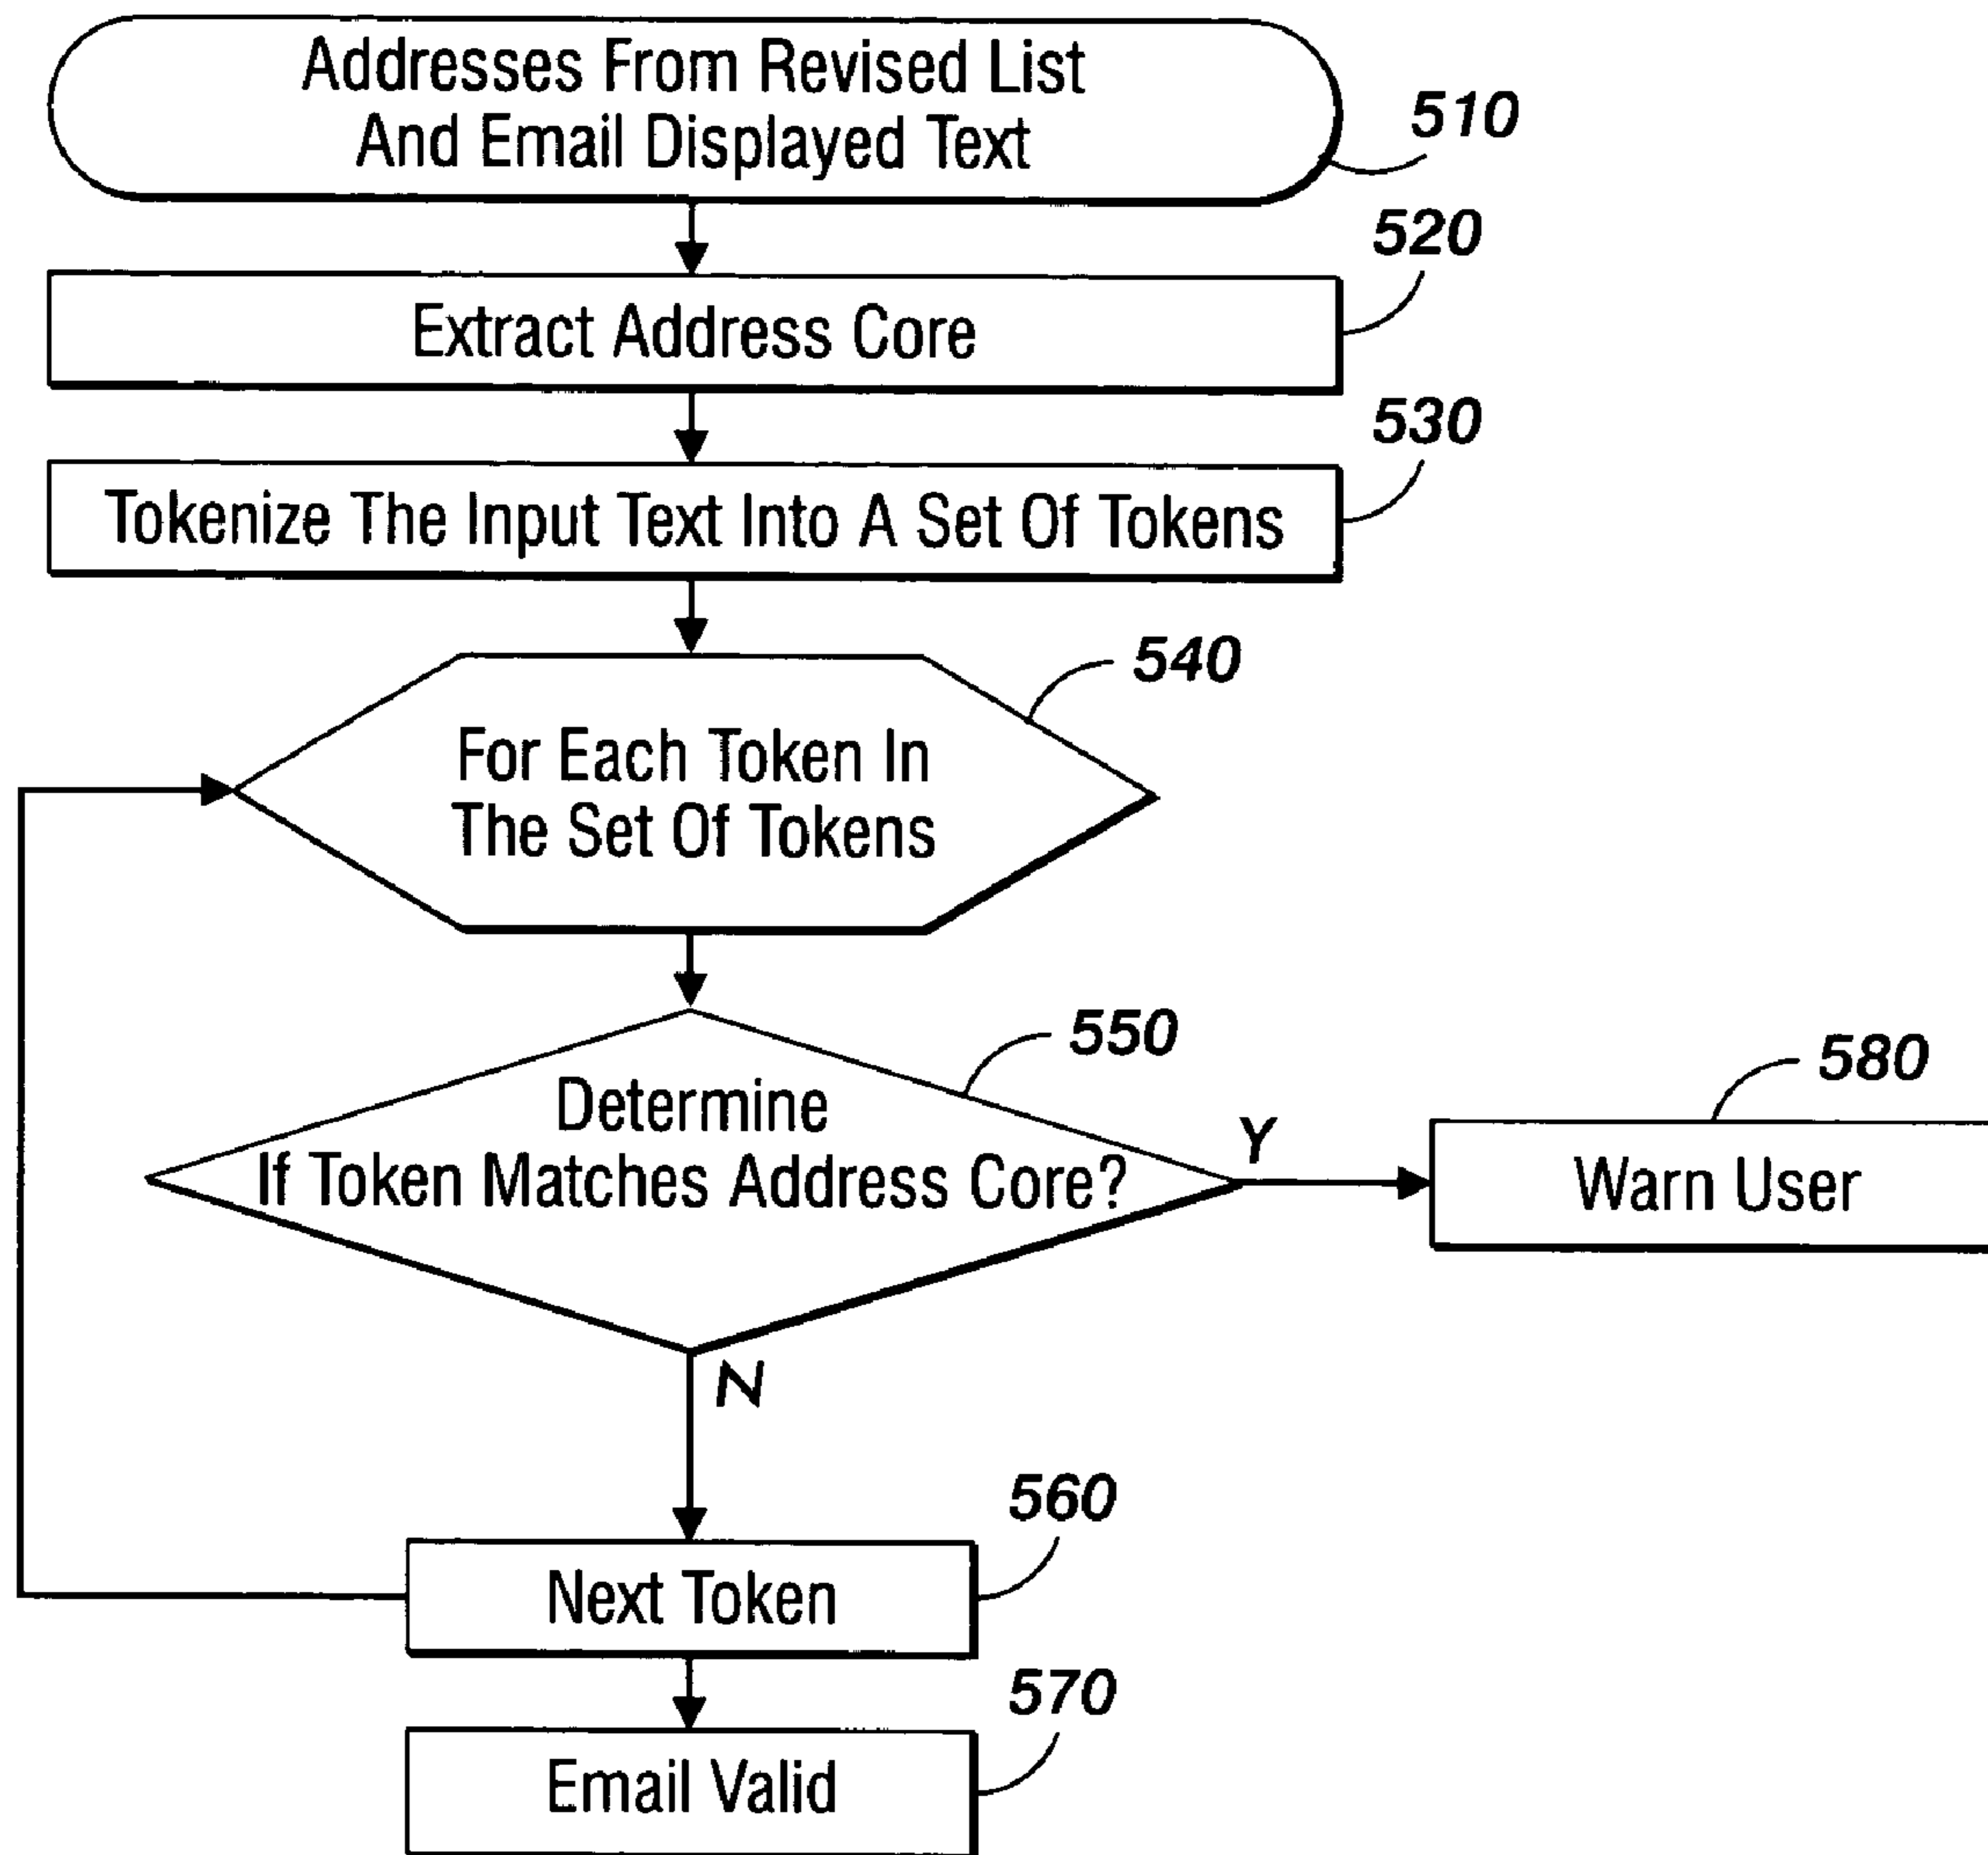 Addresses From Revised List
And Email Displayed Text
510
520
Extract Address Core
530
Tokenize The Input Text Into A Set Of Tokens
540
For Each Token In
The Set Of Tokens
550
Determine
If Token Matches Address Core?
Y
580
Warn User
N
560
Next Token
570
Email Valid